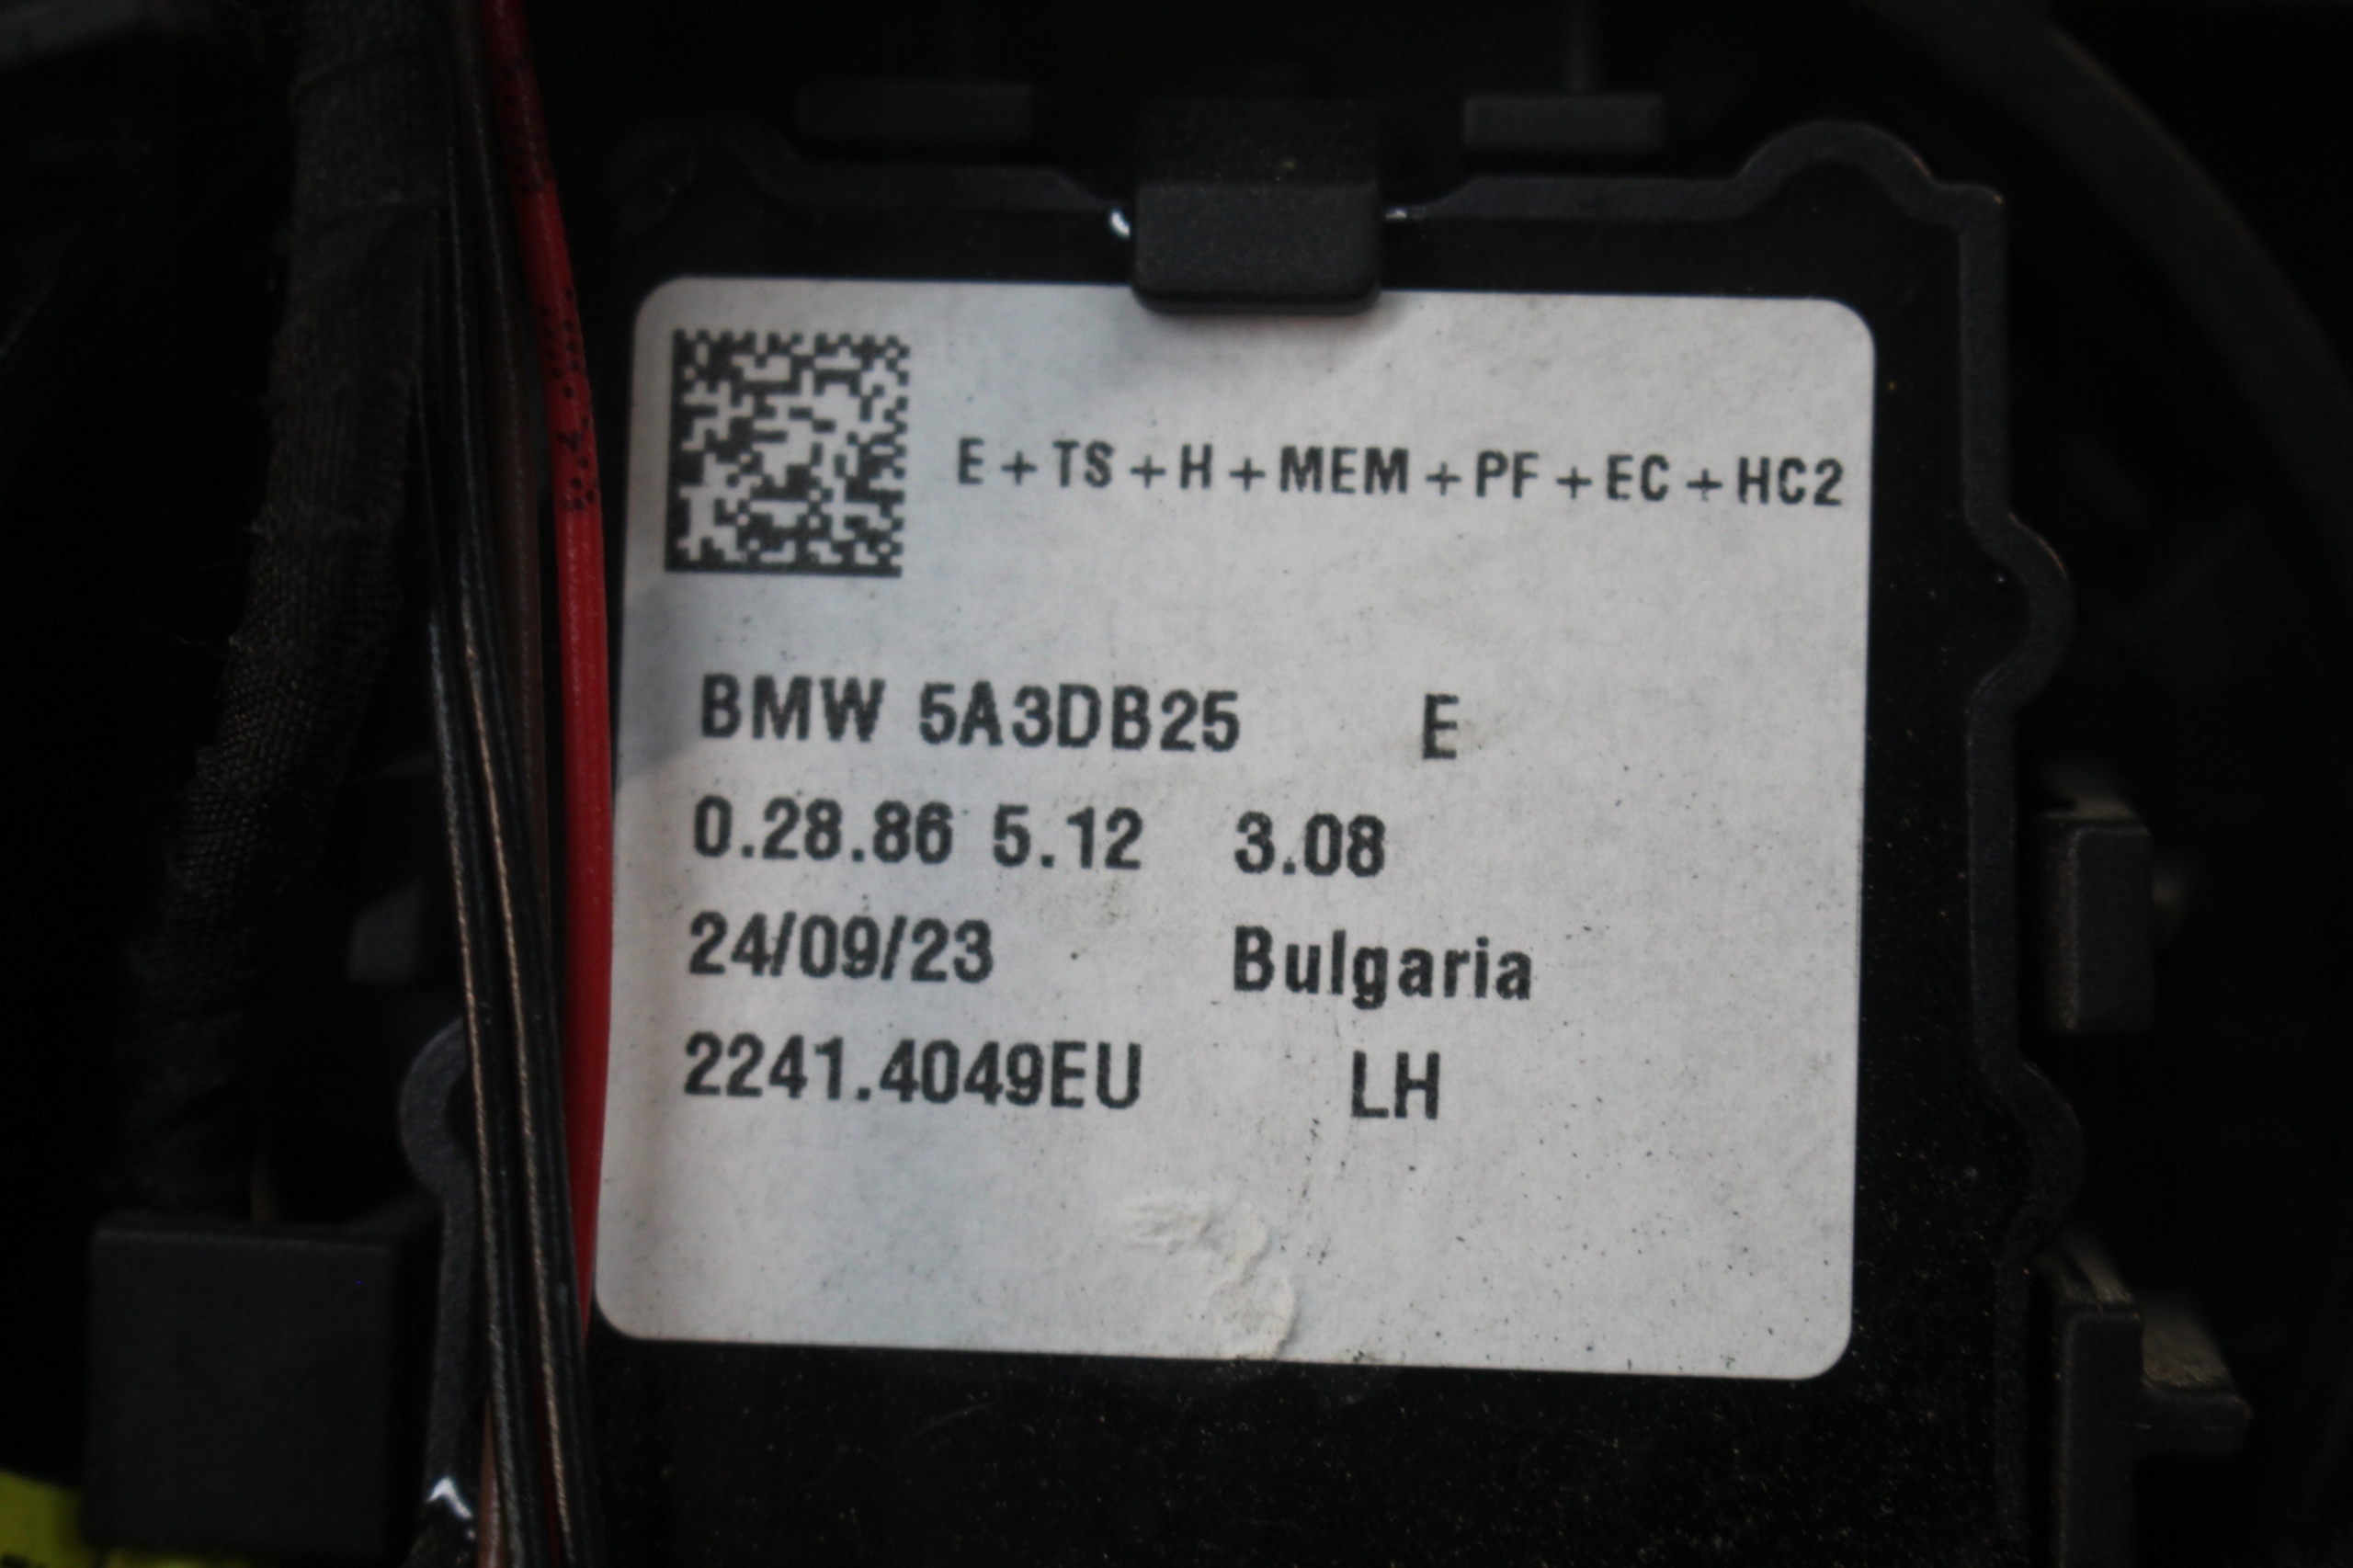 E+TS+H+MEM+PF+EC+HC2
BMW 5A3DB25 E
0.28.86 5.12 3.08
24/09/23 Bulgaria
2241.4049EU LH